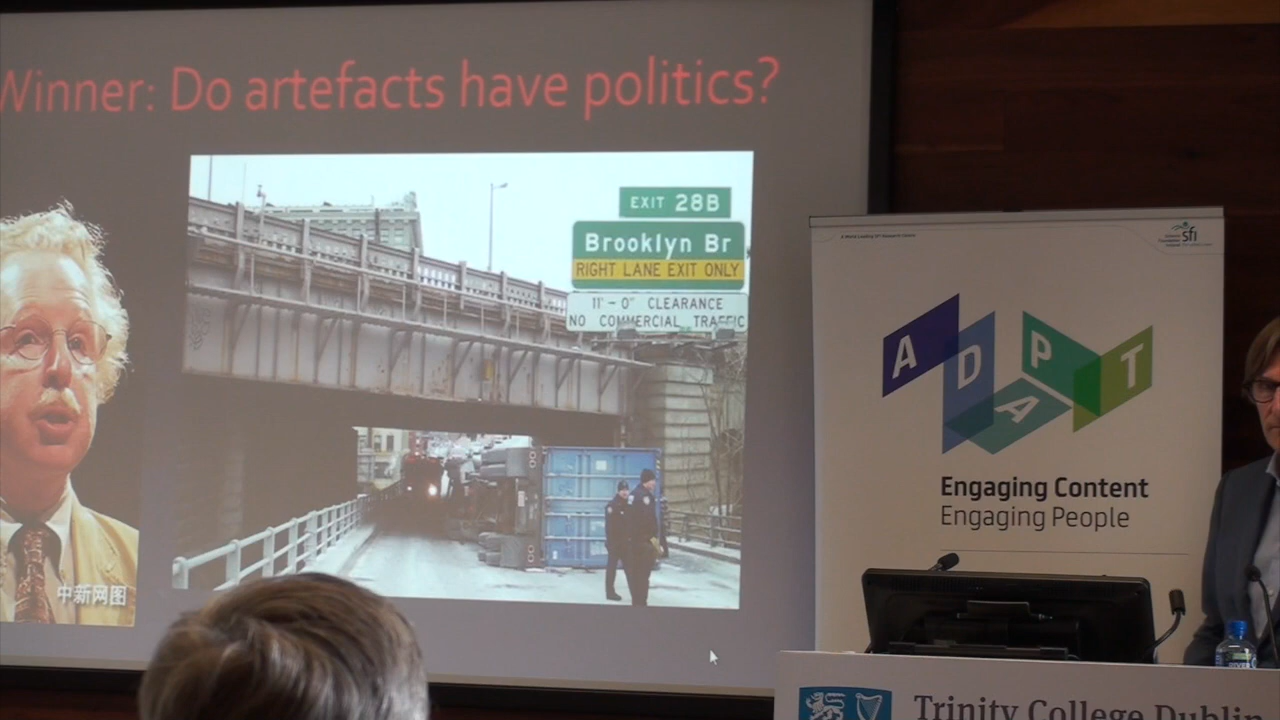 Winner: Do artefacts have politics?
EXIT 28B
Brooklyn Br
RIGHT LANE EXIT ONLY
11'-0" CLEARANCE
NO COMMERCIAL TRAFFIC
中新网图
sfi
ADAPT
Engaging Content
Engaging People
Trinity College Dublin